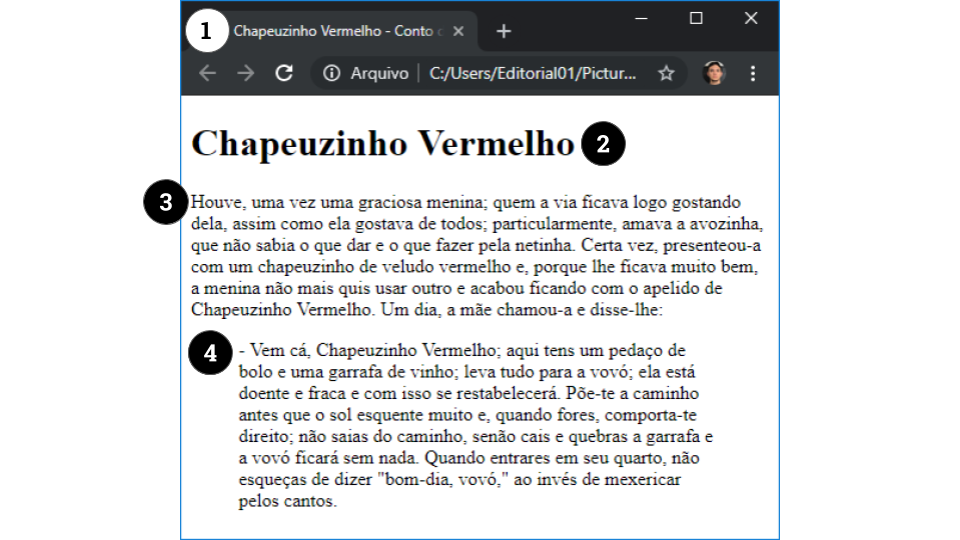 1
Chapeuzinho Vermelho - Conto
Arquivo
C:/Users/Editorial01/Pictur...
Chapeuzinho Vermelho
2
3
Houve, uma vez uma graciosa menina; quem a via ficava logo gostando
dela, assim como ela gostava de todos; particularmente, amava a avozinha,
que não sabia o que dar e o que fazer pela netinha. Certa vez, presenteou-a
com um chapeuzinho de veludo vermelho e, porque lhe ficava muito bem,
a menina não mais quis usar outro e acabou ficando com o apelido de
Chapeuzinho Vermelho. Um dia, a mãe chamou-a e disse-lhe:
4
- Vem cá, Chapeuzinho Vermelho; aqui tens um pedaço de
bolo e uma garrafa de vinho; leva tudo para a vovó; ela está
doente e fraca e com isso se restabelecerá. Põe-te a caminho
antes que o sol esquente muito e, quando fores, comporta-te
direito; não saias do caminho, senão cais e quebras a garrafa e
a vovó ficará sem nada. Quando entrares em seu quarto, não
esqueças de dizer "bom-dia, vovó," ao invés de mexericar
pelos cantos.